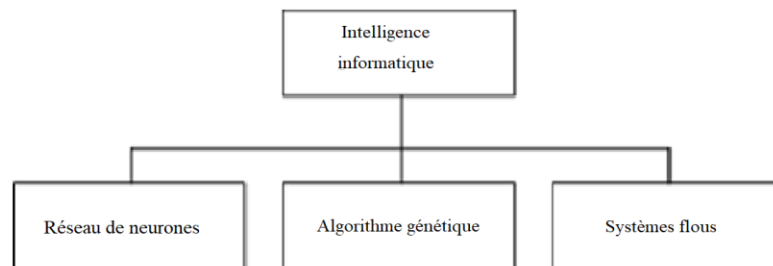 Intelligence
informatique
Réseau de neurones
Algorithme génétique
Systèmes flous